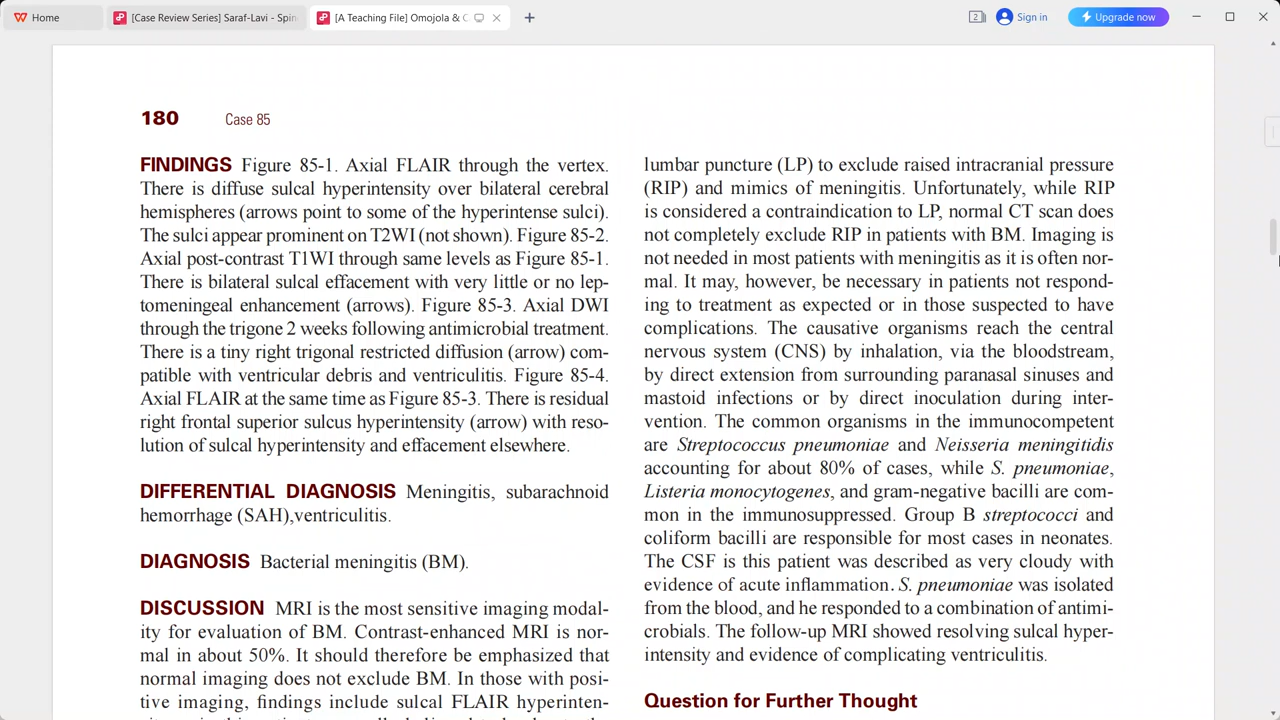 Home
[Case Review Series] Saraf-Lavi - Spin
[A Teaching File] Omojola & C
2
Sign in
Upgrade now
180 Case 85
FINDINGS Figure 85-1. Axial FLAIR through the vertex.
There is diffuse sulcal hyperintensity over bilateral cerebral
hemispheres (arrows point to some of the hyperintense sulci).
The sulci appear prominent on T2WI (not shown). Figure 85-2.
Axial post-contrast T1WI through same levels as Figure 85-1.
There is bilateral sulcal effacement with very little or no lep-
tomeningeal enhancement (arrows). Figure 85-3. Axial DWI
through the trigone 2 weeks following antimicrobial treatment.
There is a tiny right trigonal restricted diffusion (arrow) com-
patible with ventricular debris and ventriculitis. Figure 85-4.
Axial FLAIR at the same time as Figure 85-3. There is residual
right frontal superior sulcus hyperintensity (arrow) with reso-
lution of sulcal hyperintensity and effacement elsewhere.
DIFFERENTIAL DIAGNOSIS Meningitis, subarachnoid
hemorrhage (SAH),ventriculitis.
DIAGNOSIS Bacterial meningitis (BM).
DISCUSSION MRI is the most sensitive imaging modal-
ity for evaluation of BM. Contrast-enhanced MRI is nor-
mal in about 50%. It should therefore be emphasized that
normal imaging does not exclude BM. In those with posi-
tive imaging, findings include sulcal FLAIR hyperinten-
lumbar puncture (LP) to exclude raised intracranial pressure
(RIP) and mimics of meningitis. Unfortunately, while RIP
is considered a contraindication to LP, normal CT scan does
not completely exclude RIP in patients with BM. Imaging is
not needed in most patients with meningitis as it is often nor-
mal. It may, however, be necessary in patients not respond-
ing to treatment as expected or in those suspected to have
complications. The causative organisms reach the central
nervous system (CNS) by inhalation, via the bloodstream,
by direct extension from surrounding paranasal sinuses and
mastoid infections or by direct inoculation during inter-
vention. The common organisms in the immunocompetent
are Streptococcus pneumoniae and Neisseria meningitidis
accounting for about 80% of cases, while S. pneumoniae,
Listeria monocytogenes, and gram-negative bacilli are com-
mon in the immunosuppressed. Group B streptococci and
coliform bacilli are responsible for most cases in neonates.
The CSF is this patient was described as very cloudy with
evidence of acute inflammation. S. pneumoniae was isolated
from the blood, and he responded to a combination of antimi-
crobials. The follow-up MRI showed resolving sulcal hyper-
intensity and evidence of complicating ventriculitis.
Question for Further Thought